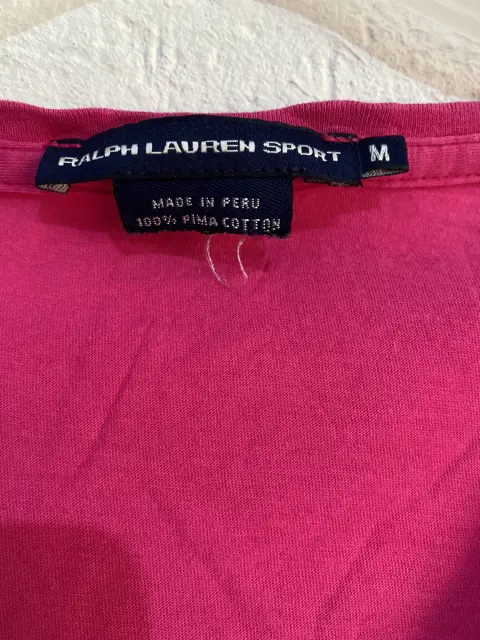 RALPH LAUREN SPORT M
MADE IN PERU
100% PIMA COTTON